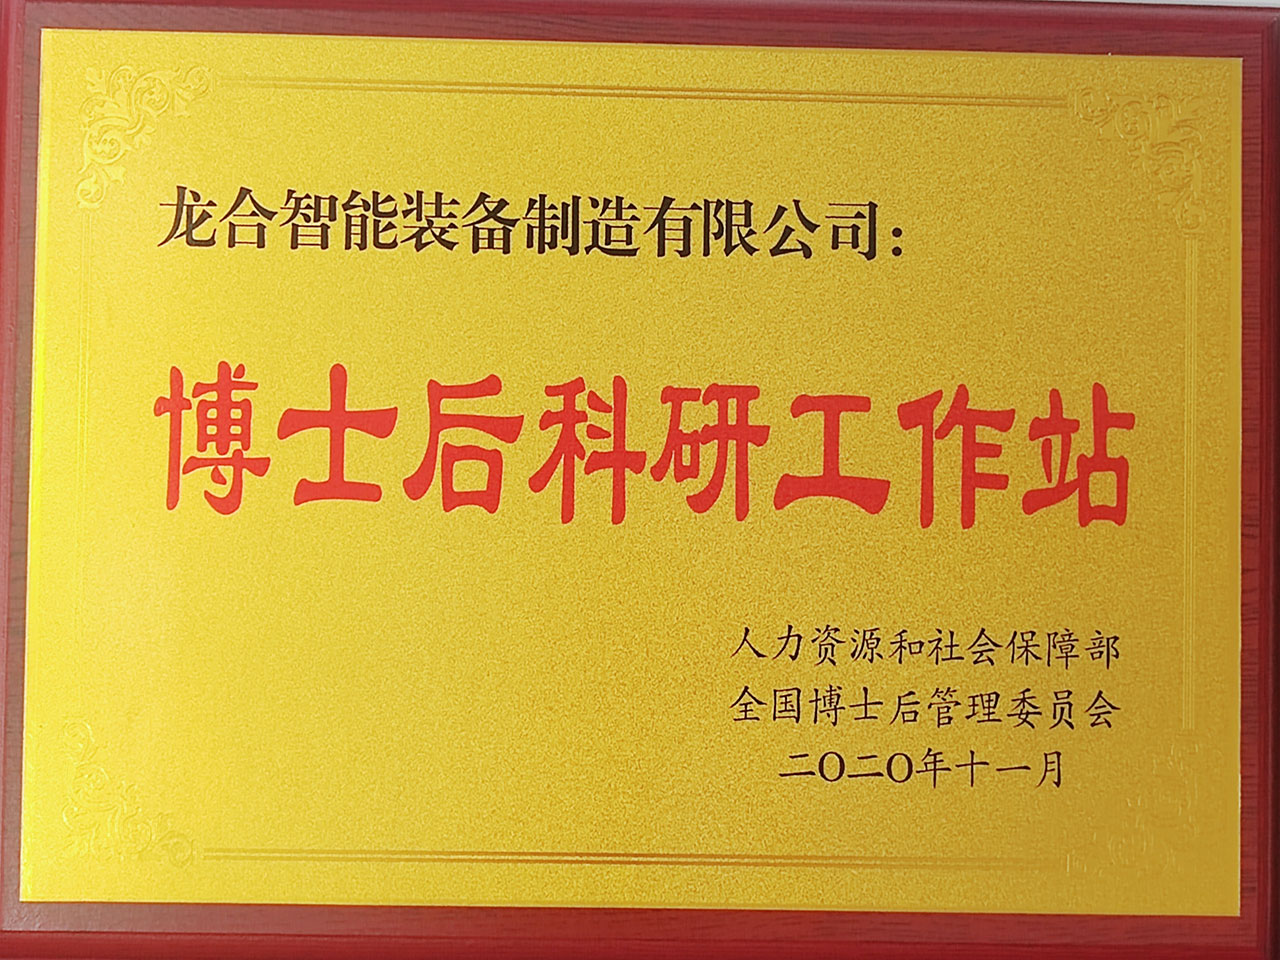 龙合智能装备制造有限公司：
博士后科研工作站
人力资源和社会保障部
全国博士后管理委员会
二〇二〇年十一月